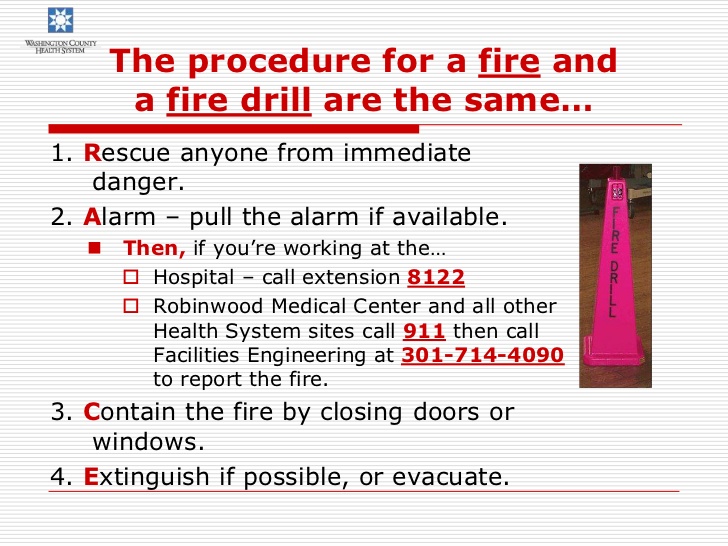 WASHINGTON COUNTY
HEALTH SYSTEM
The procedure for a fire and
a fire drill are the same…
1. Rescue anyone from immediate
danger.
2. Alarm – pull the alarm if available.
Then, if you’re working at the…
Hospital – call extension 8122
Robinwood Medical Center and all other
Health System sites call 911 then call
Facilities Engineering at 301-714-4090
to report the fire.
3. Contain the fire by closing doors or
windows.
4. Extinguish if possible, or evacuate.
FIRE DRILL